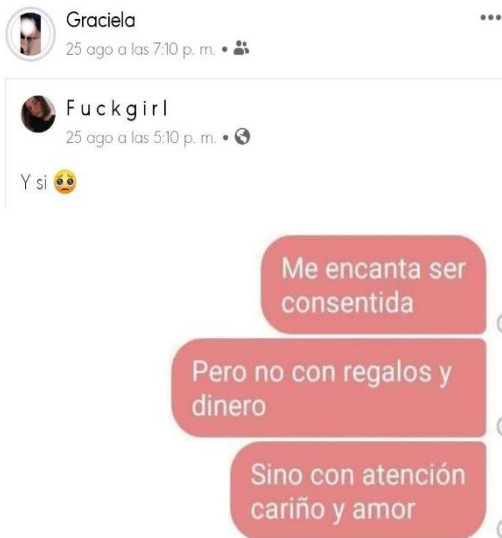 Graciela
25 ago a las 7:10 p. m. •
Fuckgirl
25 ago a las 5:10 p. m. •
Y si 🥺
Me encanta ser
consentida
Pero no con regalos y
dinero
Sino con atención
cariño y amor